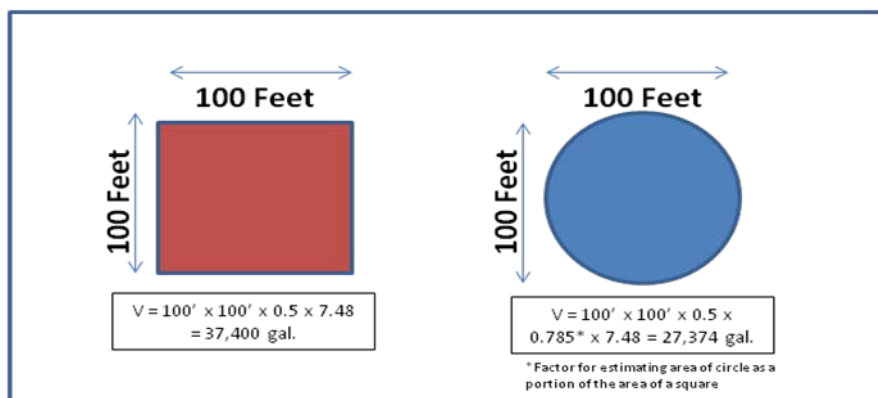 100 Feet
100 Feet
V = 100' x 100' x 0.5 x 7.48
= 37,400 gal.
100 Feet
100 Feet
V = 100' x 100' x 0.5 x
0.785* x 7.48 = 27,374 gal.
* Factor for estimating area of circle as a
portion of the area of a square